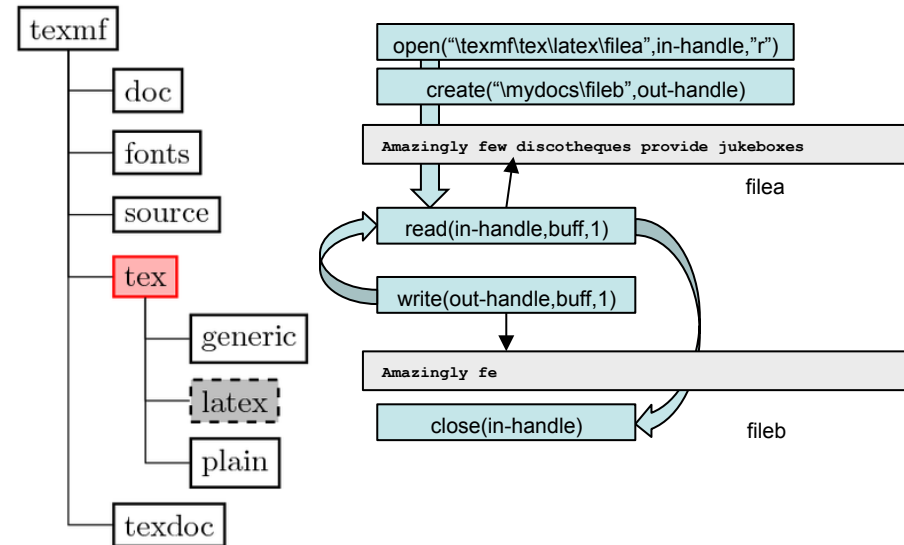 texmf
doc
fonts
source
tex
generic
latex
plain
texdoc
open(“\texmf\tex\latex\filea”,in-handle,”r”)
create(“\mydocs\fileb”,out-handle)
Amazingly few discotheques provide jukeboxes
filea
read(in-handle,buff,1)
write(out-handle,buff,1)
Amazingly fe
close(in-handle)
fileb